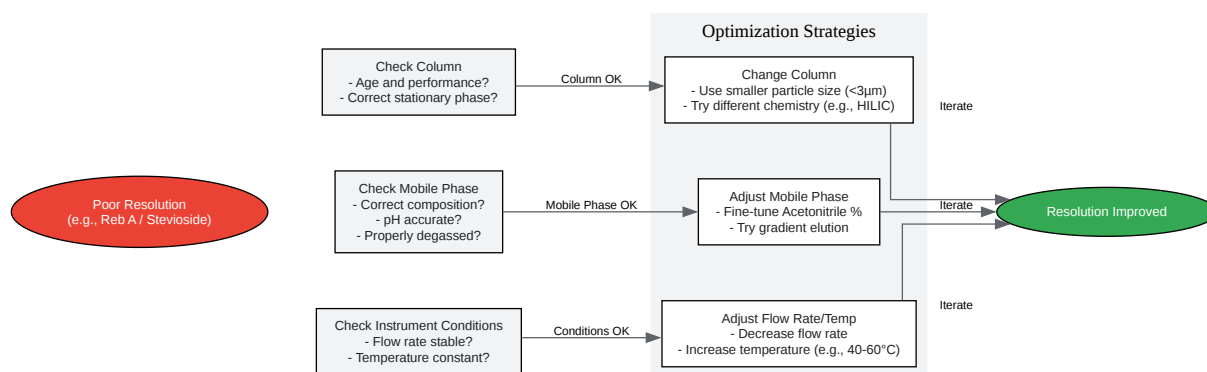 Optimization Strategies
Check Column
- Age and performance?
- Correct stationary phase?
Column OK
Change Column
- Use smaller particle size (<3µm)
- Try different chemistry (e.g., HILIC)
Iterate
Poor Resolution
(e.g., Reb A / Stevioside)
Check Mobile Phase
- Correct composition?
- pH accurate?
- Properly degassed?
Mobile Phase OK
Adjust Mobile Phase
- Fine-tune Acetonitrile %
- Try gradient elution
Iterate
Resolution Improved
Check Instrument Conditions
- Flow rate stable?
- Temperature constant?
Conditions OK
Adjust Flow Rate/Temp
- Decrease flow rate
- Increase temperature (e.g., 40-60°C)
Iterate